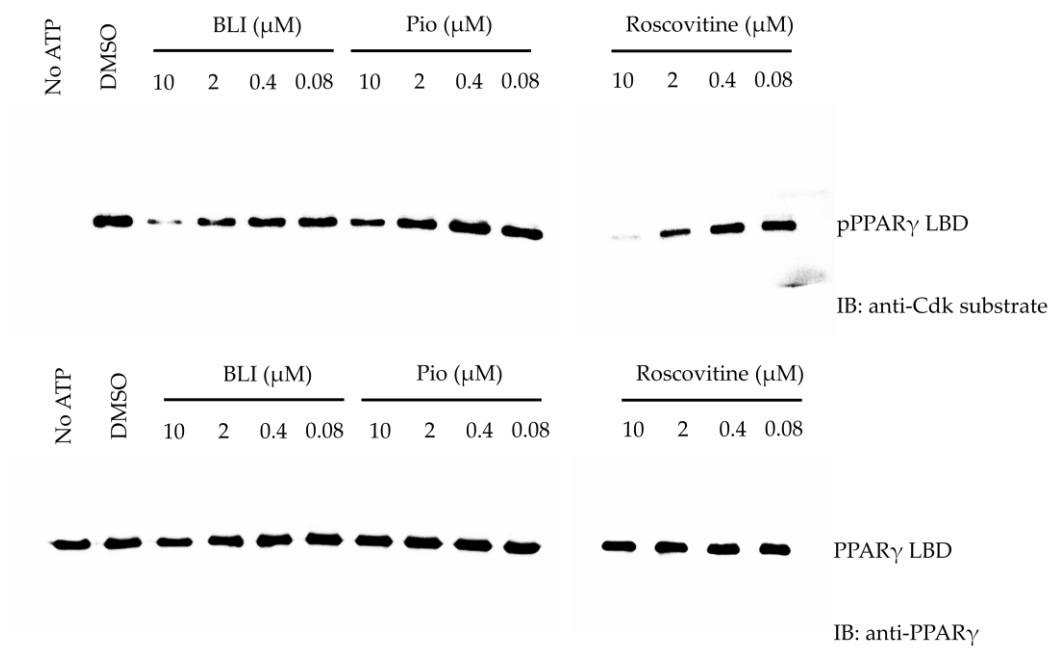 No ATP
DMSO
BLI (μM)
Pio (μM)
Roscovitine (μM)
10 2 0.4 0.08 10 2 0.4 0.08 10 2 0.4 0.08
pPPARγ LBD
IB: anti-Cdk substrate
No ATP
DMSO
BLI (μM)
Pio (μM)
Roscovitine (μM)
10 2 0.4 0.08 10 2 0.4 0.08 10 2 0.4 0.08
PPARγ LBD
IB: anti-PPARγ